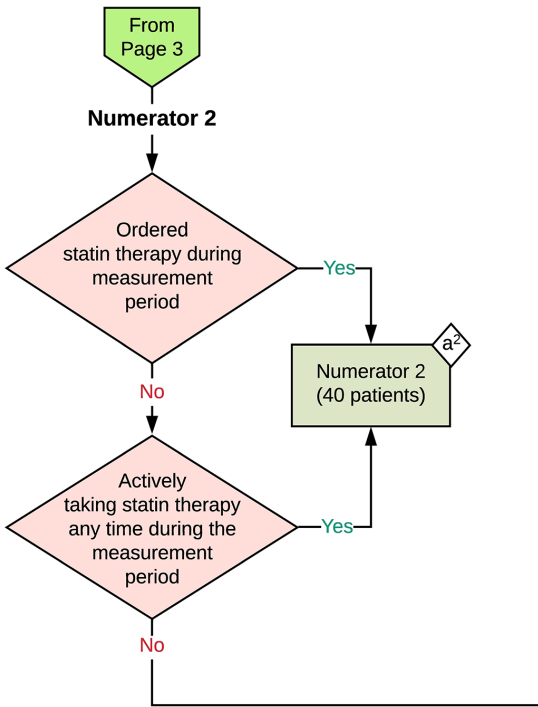 From
Page 3
Numerator 2
Ordered
statin therapy during
measurement
period
Yes
a²
Numerator 2
(40 patients)
No
Actively
taking statin therapy
any time during the
measurement
period
Yes
No